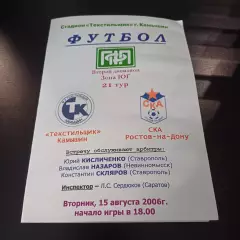 Стадион «Текстильщик» г. Камышин
ФУТБОЛ
Второй дивизион
Зона ЮГ
21 тур
СКА
«ТЕКСТИЛЬЩИК»
Камышин
СКА
Ростов-на-Дону
Встречу обслуживают арбитры:
Юрий КИСЛИЧЕНКО (Ставрополь)
Владислав НАЗАРОВ (Невинномысск)
Константин СКЛЯРОВ (Ставрополь)
Инспектор – Л.С. Сердюков (Саратов)
Вторник, 15 августа 2006г.
начало игры в 18.00